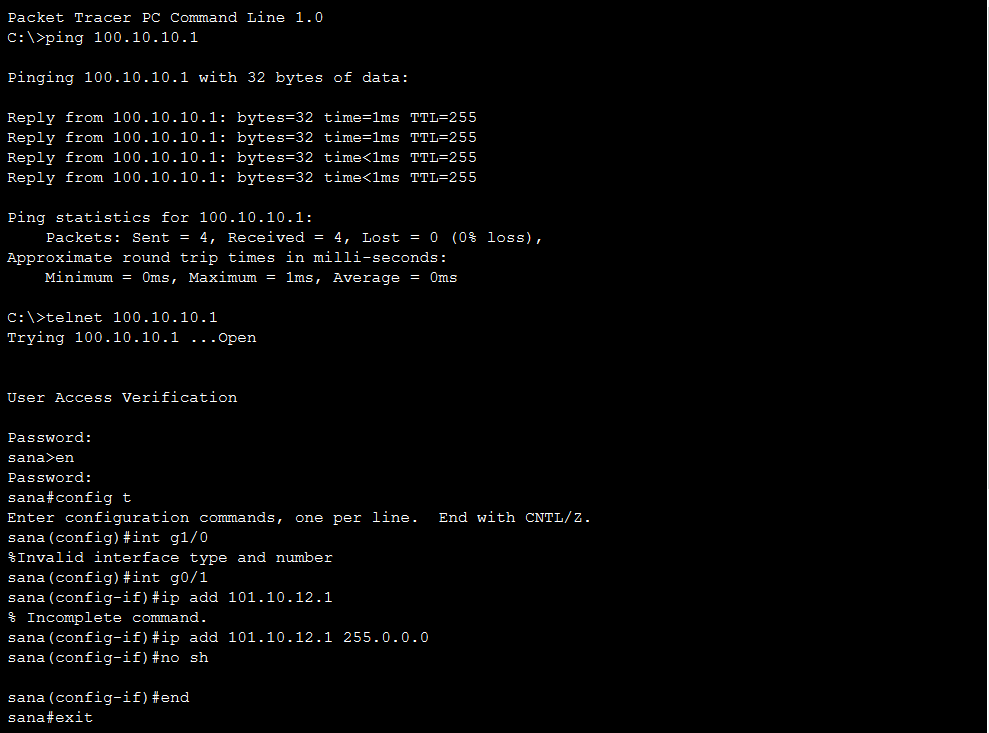 Packet Tracer PC Command Line 1.0
C:\>ping 100.10.10.1
Pinging 100.10.10.1 with 32 bytes of data:
Reply from 100.10.10.1: bytes=32 time=1ms TTL=255
Reply from 100.10.10.1: bytes=32 time=1ms TTL=255
Reply from 100.10.10.1: bytes=32 time<1ms TTL=255
Reply from 100.10.10.1: bytes=32 time<1ms TTL=255
Ping statistics for 100.10.10.1:
    Packets: Sent = 4, Received = 4, Lost = 0 (0% loss),
Approximate round trip times in milli-seconds:
    Minimum = 0ms, Maximum = 1ms, Average = 0ms
C:\>telnet 100.10.10.1
Trying 100.10.10.1 ...Open
User Access Verification
Password:
sana>en
Password:
sana#config t
Enter configuration commands, one per line.  End with CNTL/Z.
sana(config)#int g1/0
%Invalid interface type and number
sana(config)#int g0/1
sana(config-if)#ip add 101.10.12.1
% Incomplete command.
sana(config-if)#ip add 101.10.12.1 255.0.0.0
sana(config-if)#no sh
sana(config-if)#end
sana#exit